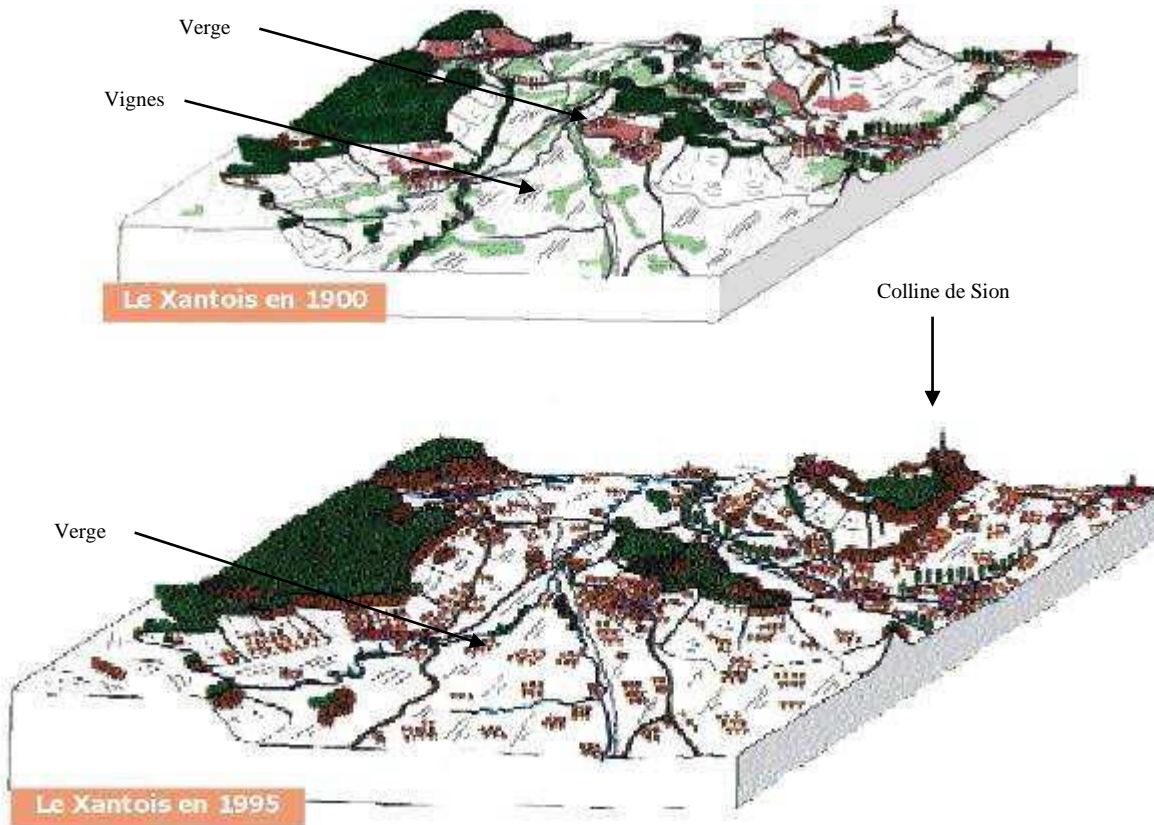 Verge
Vignes
Le Xantois en 1900
Colline de Sion
Verge
Le Xantois en 1995